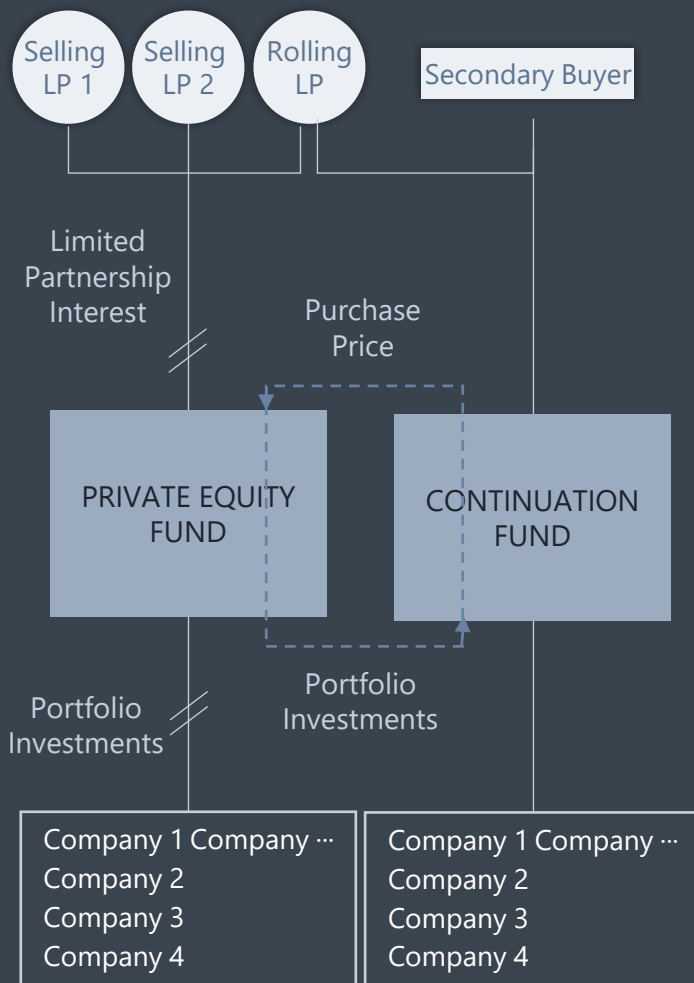 Selling
LP 1
Selling
LP 2
Rolling
LP
Secondary Buyer
Limited
Partnership
Interest
Purchase
Price
PRIVATE EQUITY
FUND
CONTINUATION
FUND
Portfolio
Investments
Portfolio
Investments
Company 1 Company ···
Company 2
Company 3
Company 4
Company 1 Company ···
Company 2
Company 3
Company 4